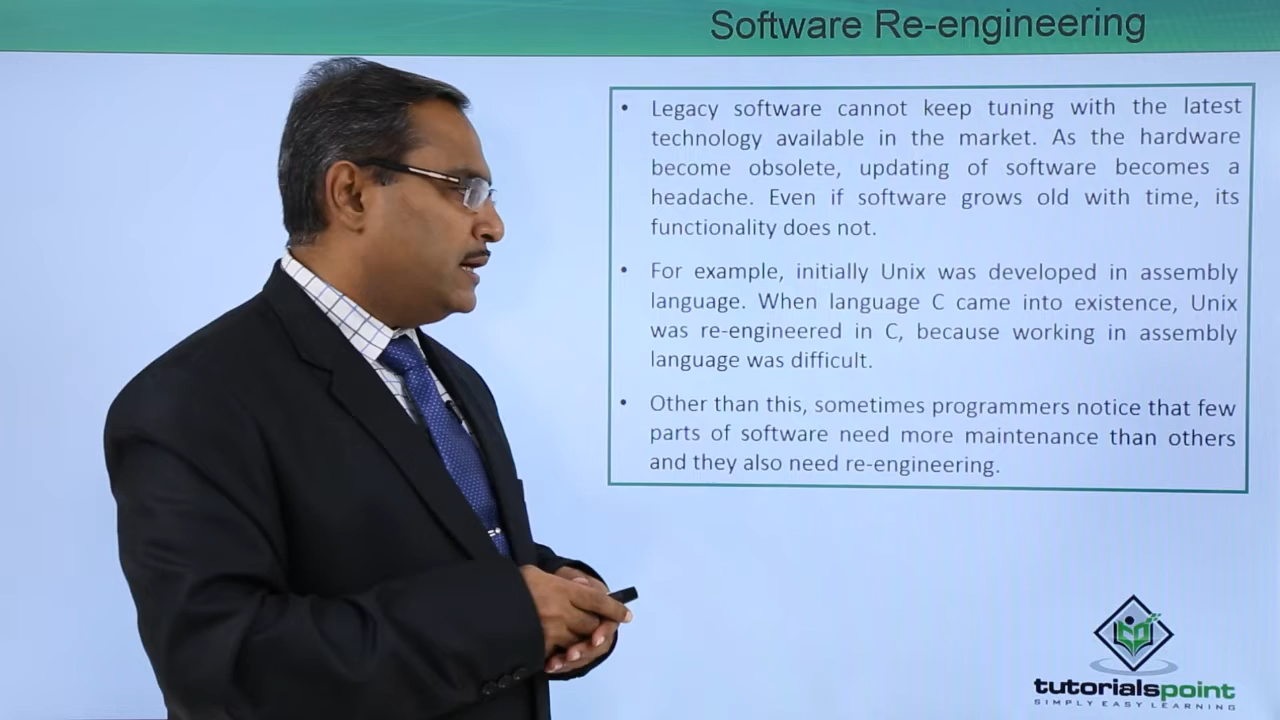 Software Re-engineering
• Legacy software cannot keep tuning with the latest
technology available in the market. As the hardware
become obsolete, updating of software becomes a
headache. Even if software grows old with time, its
functionality does not.
• For example, initially Unix was developed in assembly
language. When language C came into existence, Unix
was re-engineered in C, because working in assembly
language was difficult.
• Other than this, sometimes programmers notice that few
parts of software need more maintenance than others
and they also need re-engineering.
tutorialspoint
SIMPLY EASY LEARNING